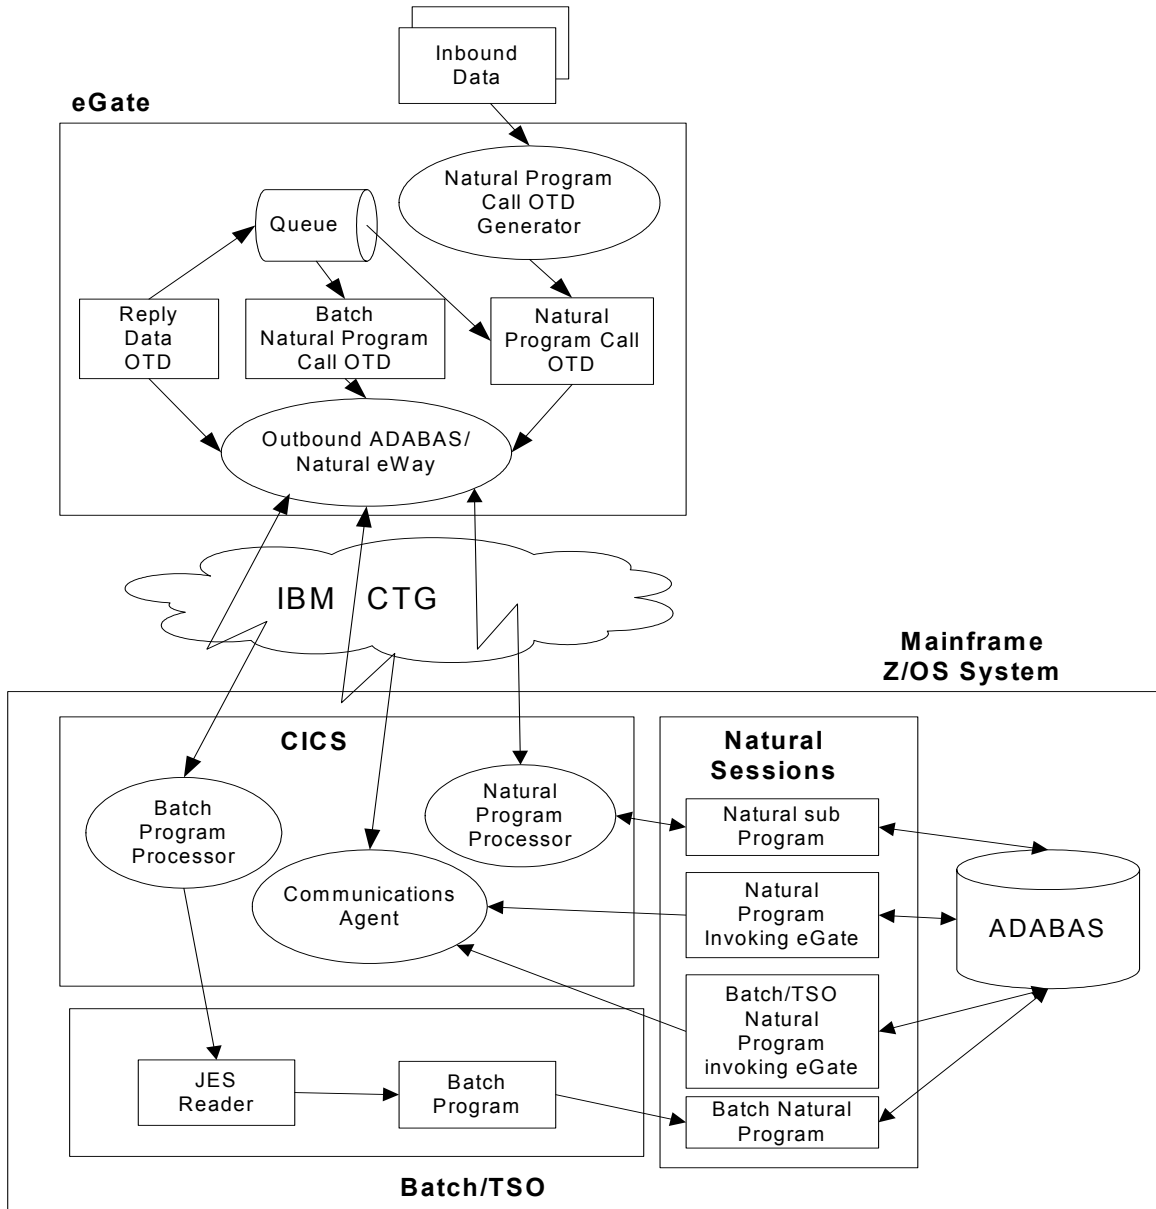 Inbound
Data
eGate
Natural Program
Call OTD
Generator
Queue
Reply
Data
OTD
Batch
Natural Program
Call OTD
Natural
Program Call
OTD
Outbound ADABAS/
Natural eWay
IBM CTG
Mainframe
Z/OS System
CICS
Natural
Sessions
Batch
Program
Processor
Natural
Program
Processor
Communications
Agent
Natural sub
Program
Natural
Program
Invoking eGate
ADABAS
Batch/TSO
Natural
Program
invoking eGate
JES
Reader
Batch
Program
Batch Natural
Program
Batch/TSO